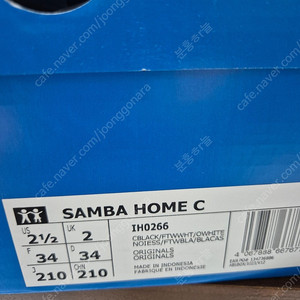 cafe.naver.com/joonggonara
SAMBA HOME C
US UK
2½ 2
F D
34 34
J CHN
210 210
IH0266
CBLACK/FTWWHT/OWHITE
NOIESS/FTWBLA/BLACAS
ORIGINALS
ORIGINALS
MADE IN INDONESIA
FABRIQUÉ EN INDONESIE